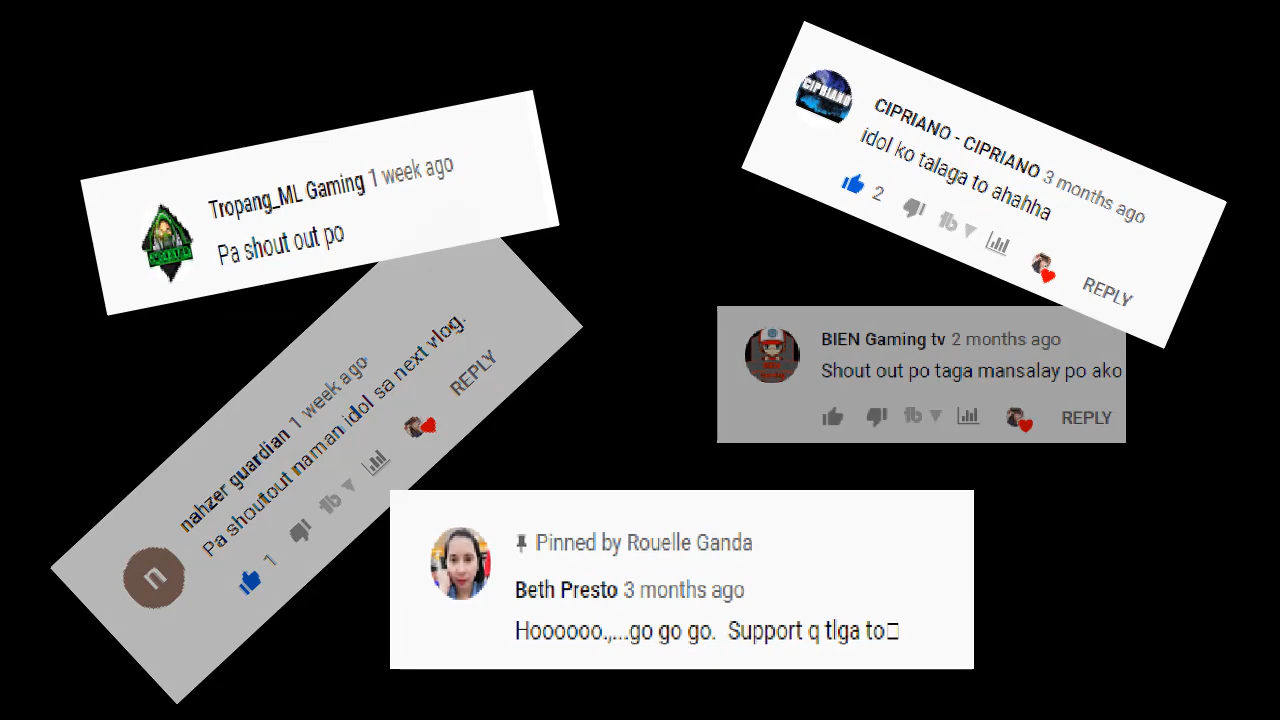 Tropang_ML Gaming 1 week ago
Pa shout out po
CIPRIANO
CIPRIANO - CIPRIANO 3 months ago
idol ko talaga to ahahha
2
REPLY
nahzer guardian 1 week ago
Pa shoutout naman idol sa next vlog.
n
1
REPLY
BIEN Gaming tv 2 months ago
Shout out po taga mansalay po ako
REPLY
Pinned by Rouelle Ganda
Beth Presto 3 months ago
Hoooooo.,...go go go. Support q tlga to